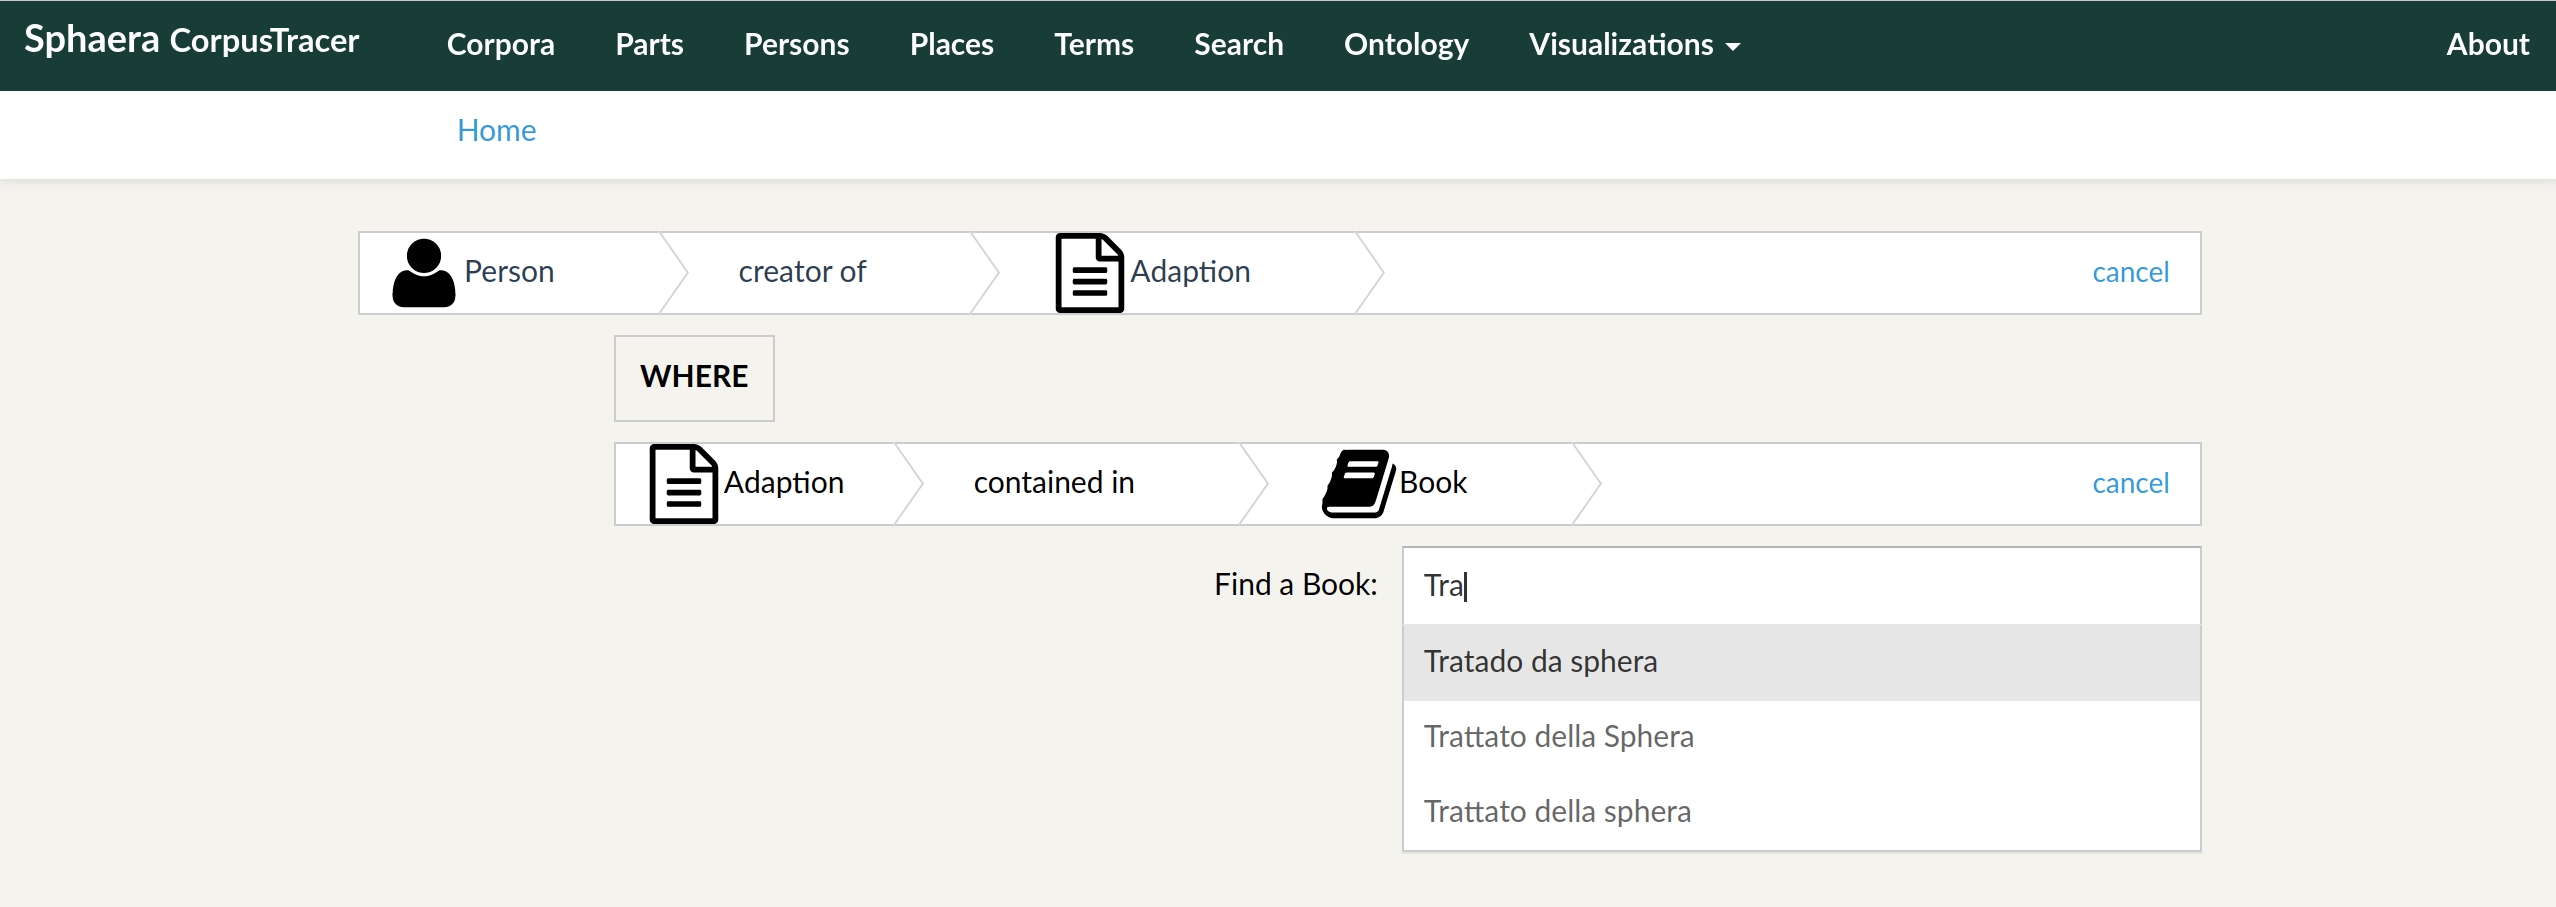 Sphaera CorpusTracer Corpora Parts Persons Places Terms Search Ontology Visualizations About
Home
Person creator of Adaption cancel
WHERE
Adaption contained in Book cancel
Find a Book: Tra
Tratado da sphera
Trattato della Sphera
Trattato della sphera